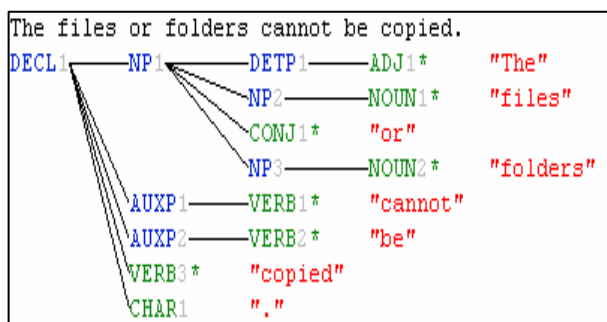 The files or folders cannot be copied.
DECL1 NP1 DETP1 ADJ1* "The"
NP2 NOUN1* "files"
CONJ1* "or"
NP3 NOUN2* "folders"
AUXP1 VERB1* "cannot"
AUXP2 VERB2* "be"
VERB3* "copied"
CHAR1 "."